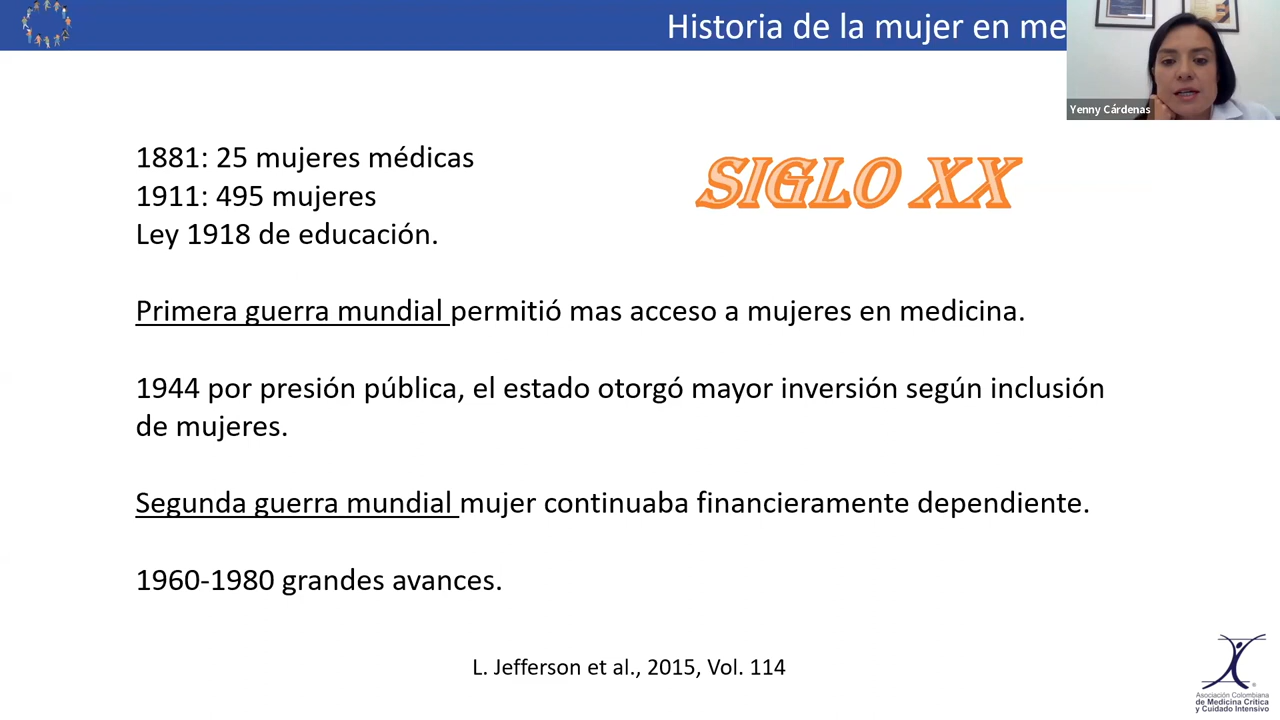 Historia de la mujer en me
Yenny Cárdenas
1881: 25 mujeres médicas
1911: 495 mujeres
Ley 1918 de educación.
SIGLO XX
Primera guerra mundial permitió mas acceso a mujeres en medicina.
1944 por presión pública, el estado otorgó mayor inversión según inclusión
de mujeres.
Segunda guerra mundial mujer continuaba financieramente dependiente.
1960-1980 grandes avances.
L. Jefferson et al., 2015, Vol. 114
Asociación Colombiana
de Medicina Crítica
y Cuidado Intensivo